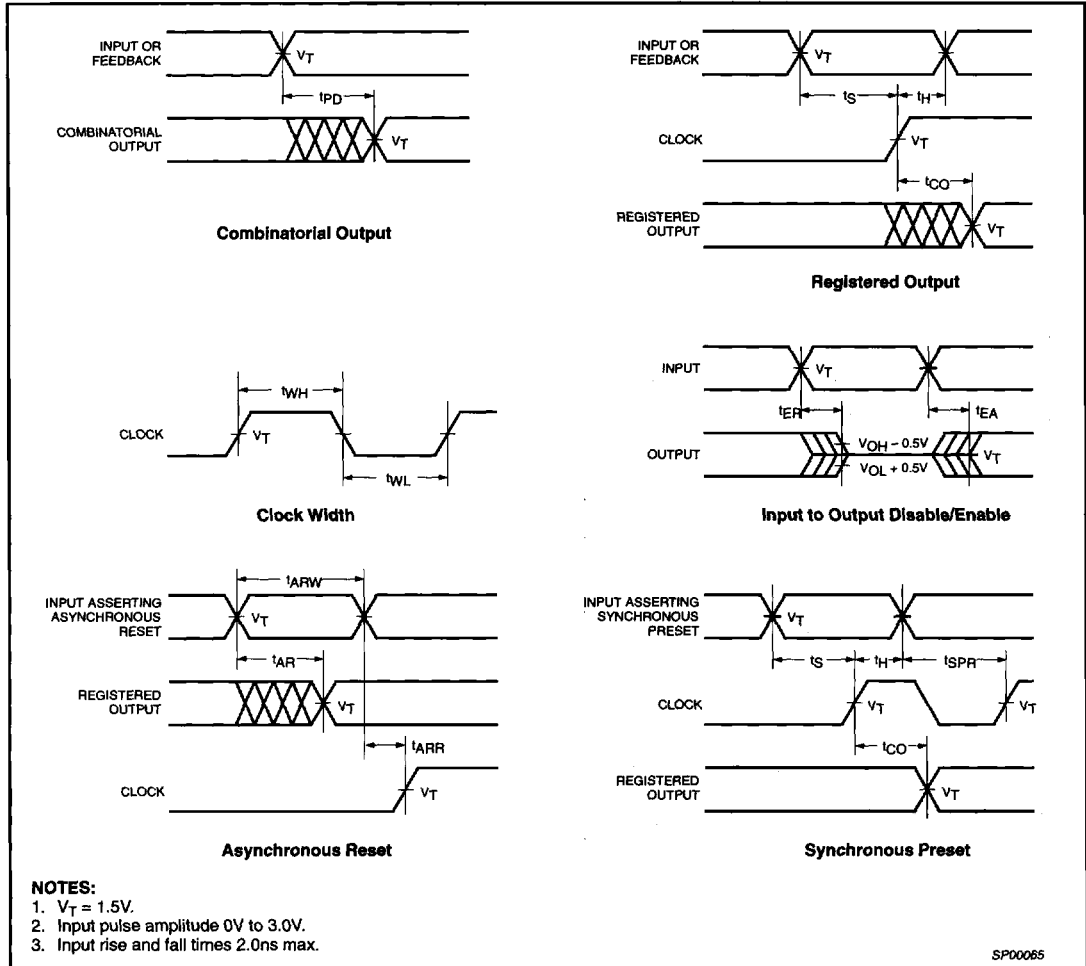 INPUT OR
FEEDBACK
VT
tPD
COMBINATORIAL
OUTPUT
VT
Combinatorial Output
INPUT OR
FEEDBACK
VT
tS
tH
CLOCK
VT
tCO
REGISTERED
OUTPUT
VT
Registered Output
tWH
CLOCK
VT
tWL
Clock Width
INPUT
VT
tER
tEA
OUTPUT
VOH – 0.5V
VOL + 0.5V
VT
Input to Output Disable/Enable
tARW
INPUT ASSERTING
ASYNCHRONOUS
RESET
VT
tAR
REGISTERED
OUTPUT
VT
tARR
CLOCK
VT
Asynchronous Reset
INPUT ASSERTING
SYNCHRONOUS
PRESET
VT
tS
tH
tSPR
CLOCK
VT
VT
tCO
REGISTERED
OUTPUT
VT
Synchronous Preset
NOTES:
1. VT = 1.5V.
2. Input pulse amplitude 0V to 3.0V.
3. Input rise and fall times 2.0ns max.
SP00065